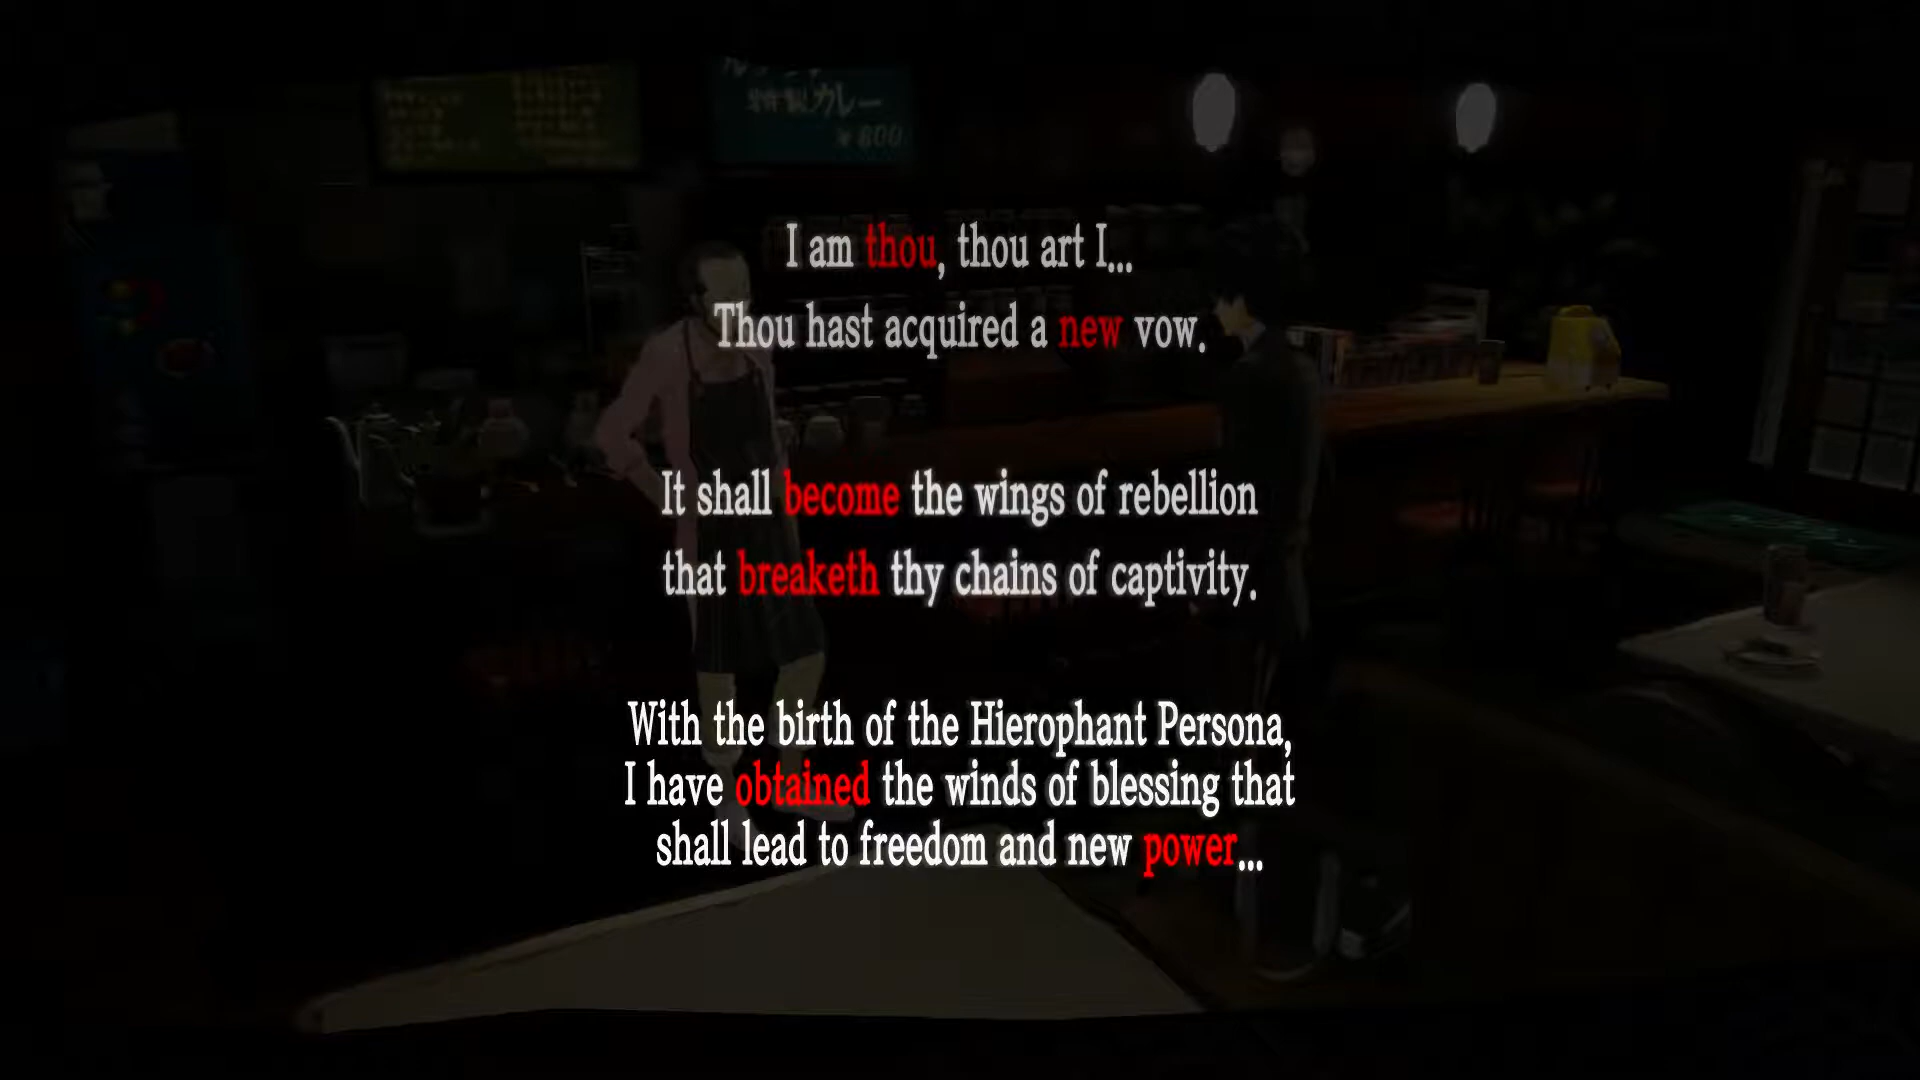 特製カレー
¥800
I am thou, thou art I...
Thou hast acquired a new vow.
It shall become the wings of rebellion
that breaketh thy chains of captivity.
With the birth of the Hierophant Persona,
I have obtained the winds of blessing that
shall lead to freedom and new power...